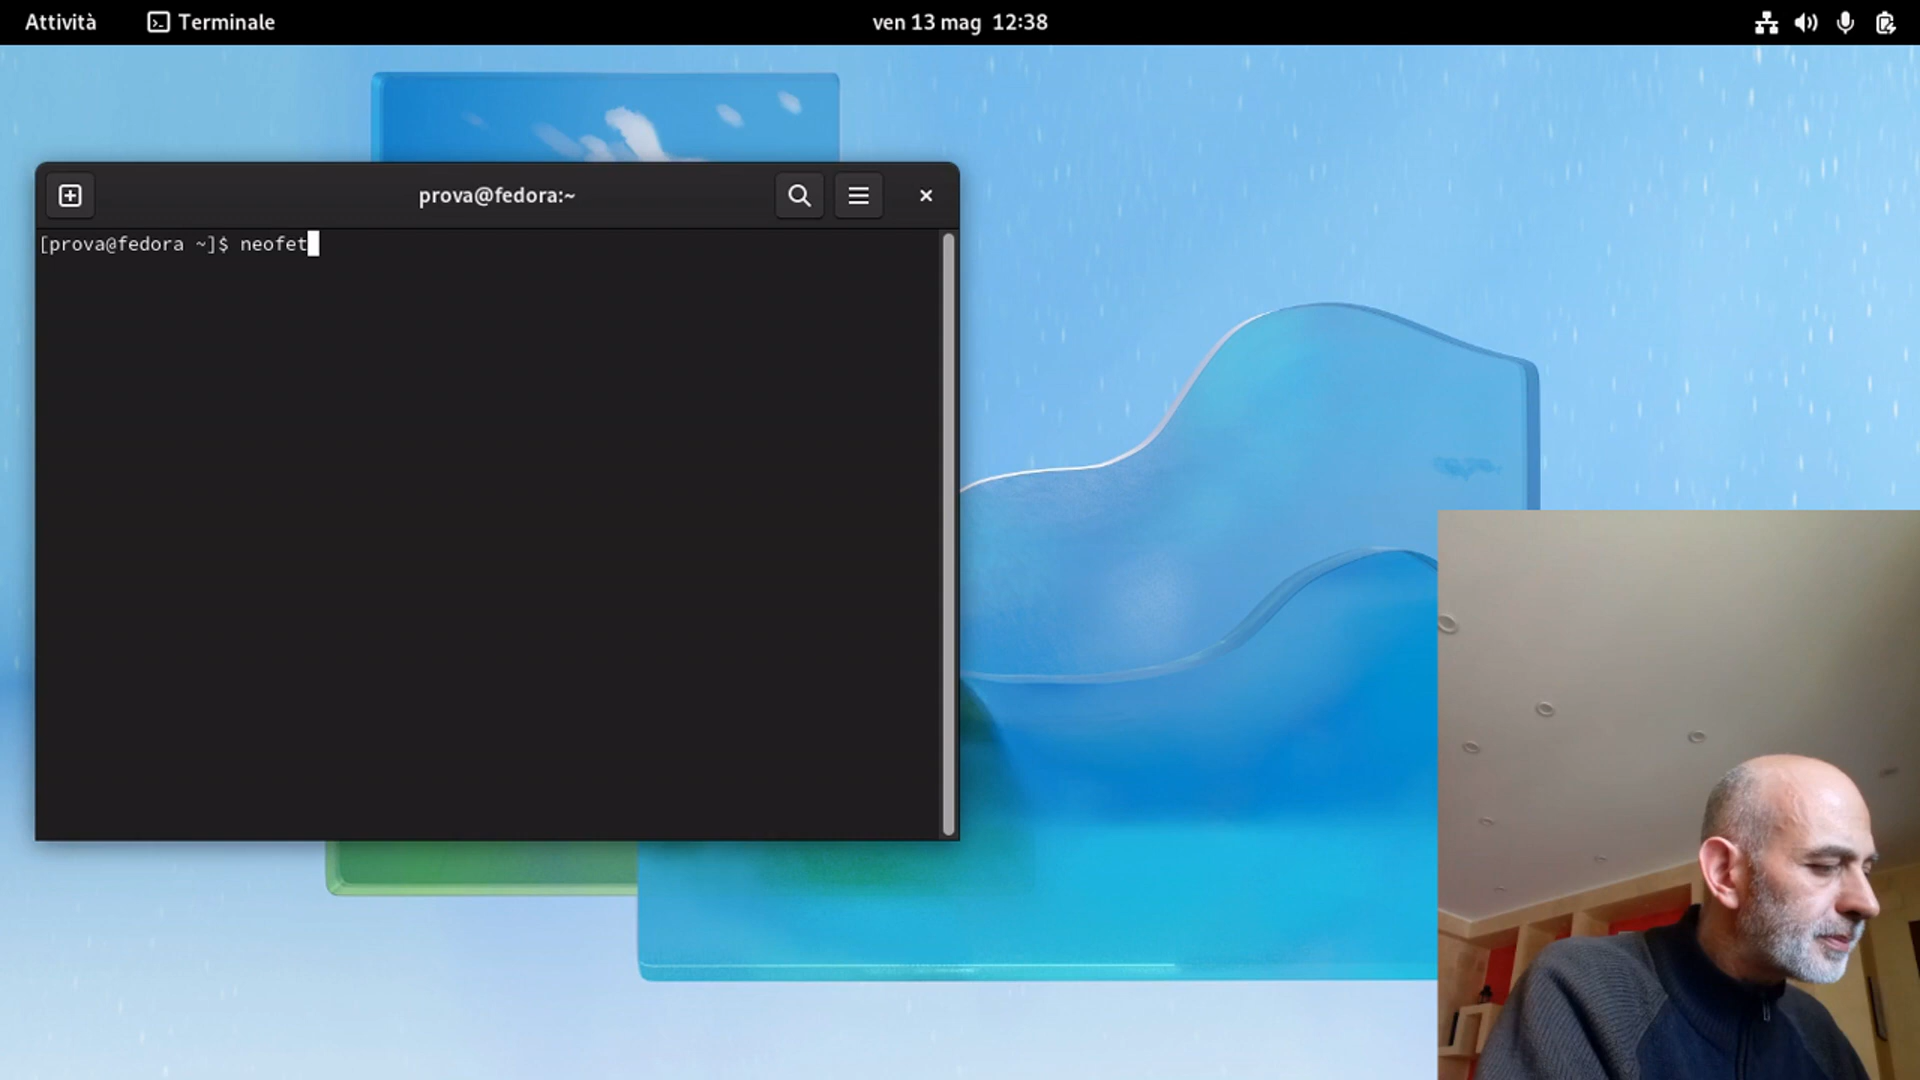 Attività Terminale ven 13 mag 12:38
prova@fedora:~
[prova@fedora ~]$ neofet